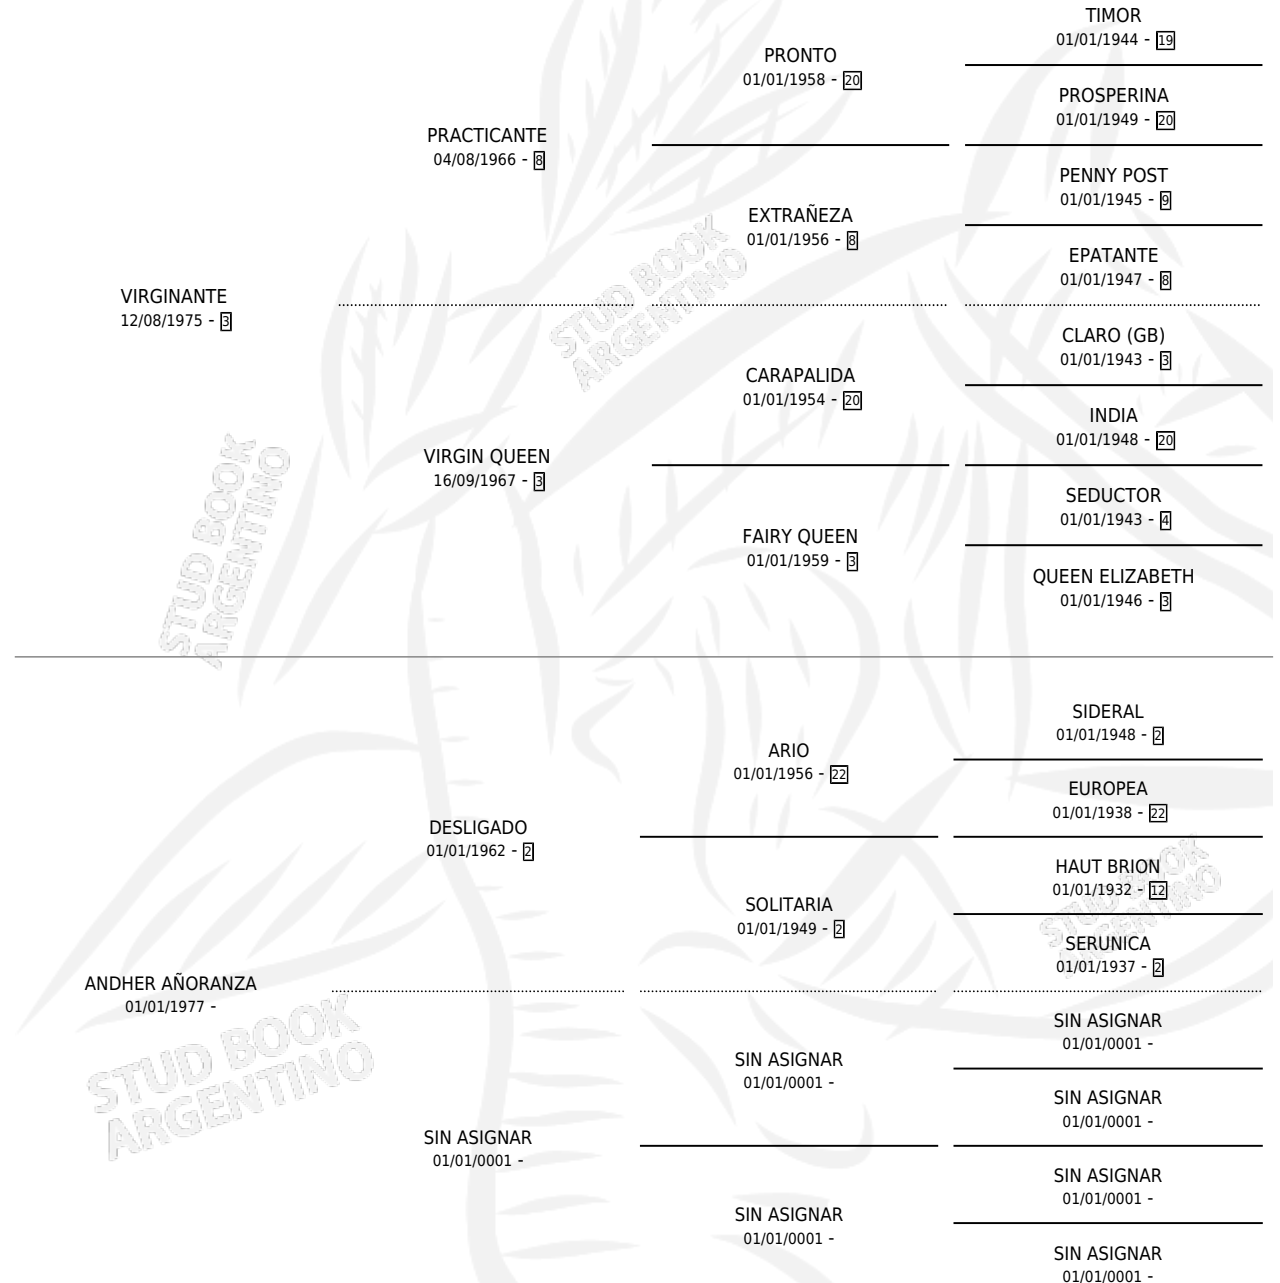 TIMOR
01/01/1944 - 19
PRONTO
01/01/1958 - 20
PROSPERINA
01/01/1949 - 20
PRACTICANTE
04/08/1966 - 8
PENNY POST
01/01/1945 - 9
EXTRAÑEZA
01/01/1956 - 8
EPATANTE
01/01/1947 - 8
VIRGINANTE
12/08/1975 - 3
CLARO (GB)
01/01/1943 - 3
CARAPALIDA
01/01/1954 - 20
INDIA
01/01/1948 - 20
VIRGIN QUEEN
16/09/1967 - 3
SEDUCTOR
01/01/1943 - 4
FAIRY QUEEN
01/01/1959 - 3
QUEEN ELIZABETH
01/01/1946 - 3
SIDERAL
01/01/1948 - 2
ARIO
01/01/1956 - 22
EUROPEA
01/01/1938 - 22
DESLIGADO
01/01/1962 - 2
HAUT BRION
01/01/1932 - 12
SOLITARIA
01/01/1949 - 2
SERUNICA
01/01/1937 - 2
ANDHER AÑORANZA
01/01/1977 -
SIN ASIGNAR
01/01/0001 -
SIN ASIGNAR
01/01/0001 -
SIN ASIGNAR
01/01/0001 -
SIN ASIGNAR
01/01/0001 -
SIN ASIGNAR
01/01/0001 -
SIN ASIGNAR
01/01/0001 -
SIN ASIGNAR
01/01/0001 -
STUD BOOK
ARGENTINO
STUD BOOK
ARGENTINO
STUD BOOK
ARGENTINO
STUD BOOK
ARGENTINO